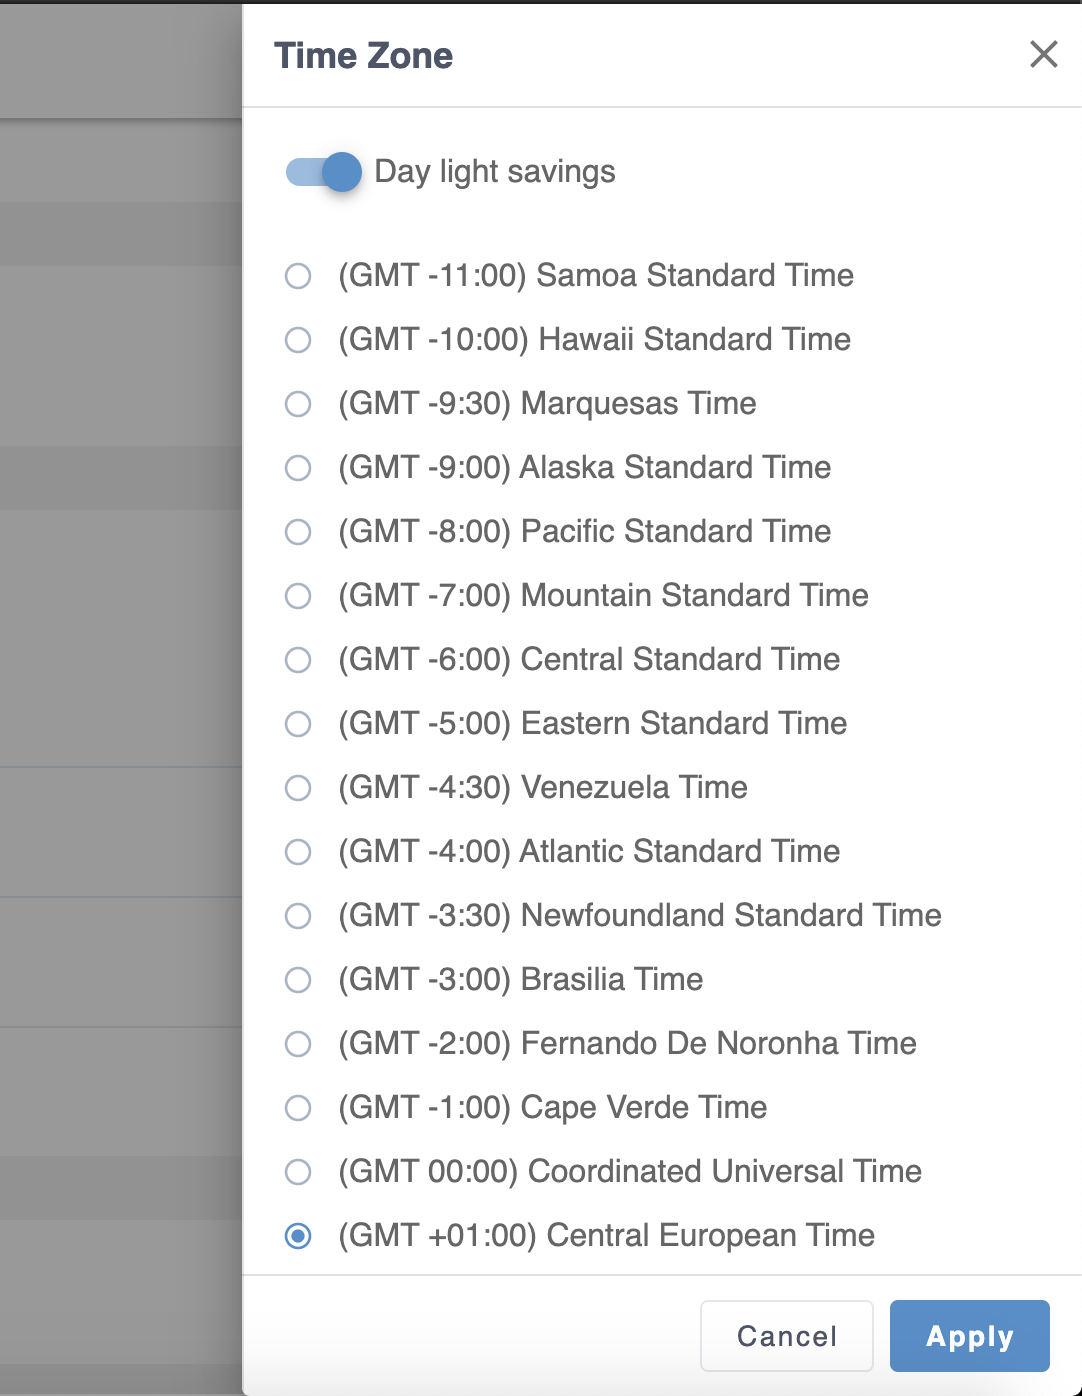 Time Zone
Day light savings
(GMT -11:00) Samoa Standard Time
(GMT -10:00) Hawaii Standard Time
(GMT -9:30) Marquesas Time
(GMT -9:00) Alaska Standard Time
(GMT -8:00) Pacific Standard Time
(GMT -7:00) Mountain Standard Time
(GMT -6:00) Central Standard Time
(GMT -5:00) Eastern Standard Time
(GMT -4:30) Venezuela Time
(GMT -4:00) Atlantic Standard Time
(GMT -3:30) Newfoundland Standard Time
(GMT -3:00) Brasilia Time
(GMT -2:00) Fernando De Noronha Time
(GMT -1:00) Cape Verde Time
(GMT 00:00) Coordinated Universal Time
(GMT +01:00) Central European Time
Cancel Apply